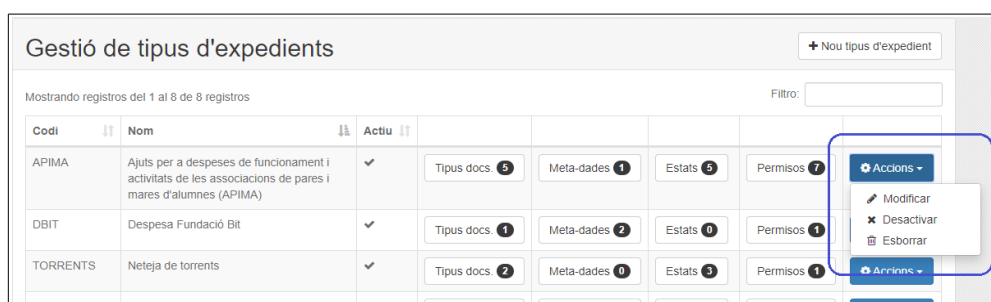 Gestió de tipus d'expedients
Nou tipus d'expedient
Mostrando registros del 1 al 8 de 8 registros
Filtro:
Codi Nom Actiu
APIMA Ajuts per a despeses de funcionament i Tipus docs. 5 Meta-dades 1 Estats 5 Permisos 7 Accions
activitats de les associacions de pares i
mares d'alumnes (APIMA)
Modificar
Desactivar
Esborrar
DBIT Despesa Fundació Bit Tipus docs. 1 Meta-dades 2 Estats 0 Permisos 1
TORRENTS Neteja de torrents Tipus docs. 2 Meta-dades 0 Estats 3 Permisos 1 Accions